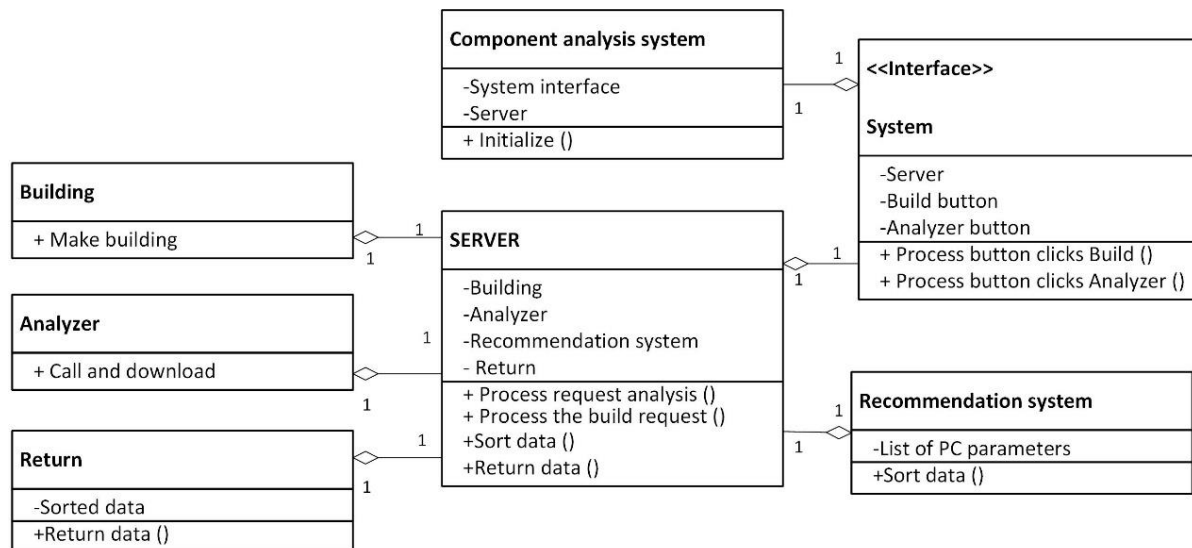 Component analysis system
-System interface
-Server
+ Initialize ()
1
1
<<Interface>>
System
-Server
-Build button
-Analyzer button
+ Process button clicks Build ()
+ Process button clicks Analyzer ()
Building
+ Make building
1
1
SERVER
-Building
-Analyzer
-Recommendation system
- Return
+ Process request analysis ()
+ Process the build request ()
+Sort data ()
+Return data ()
1
1
Analyzer
+ Call and download
1
1
Return
-Sorted data
+Return data ()
1
1
Recommendation system
-List of PC parameters
+Sort data ()
1
1